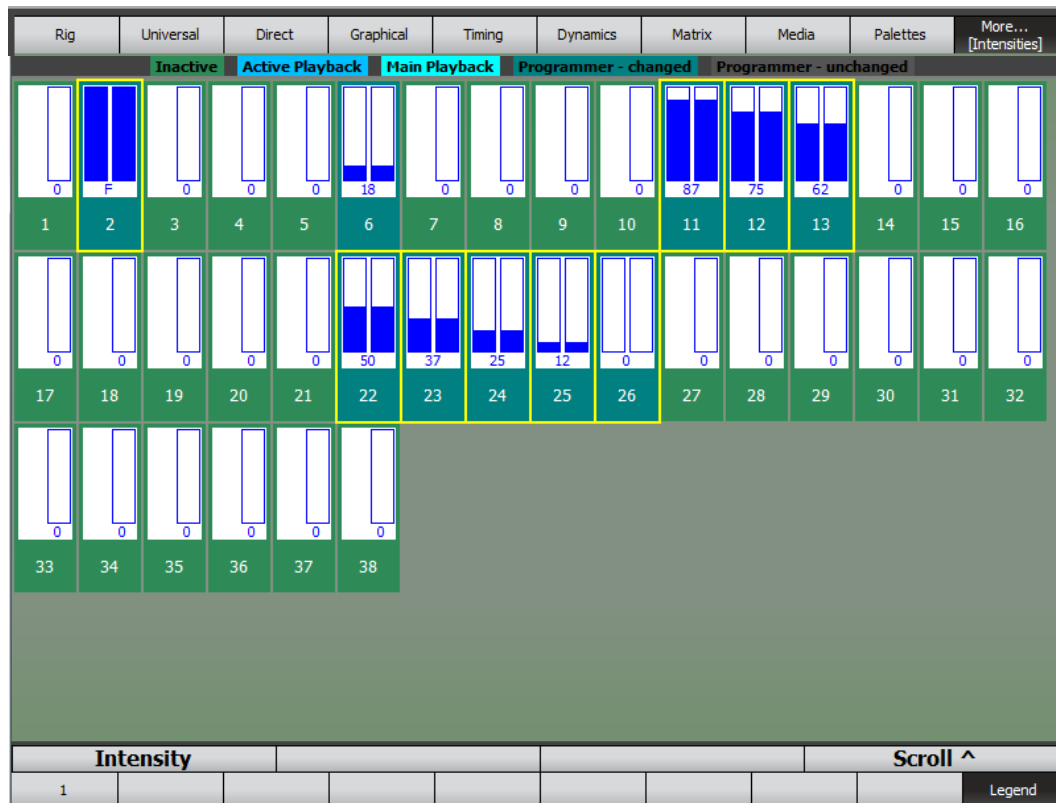 Rig Universal Direct Graphical Timing Dynamics Matrix Media Palettes More...
[Intensities]
Inactive Active Playback Main Playback Programmer - changed Programmer - unchanged
0 F 0 0 0 18 0 0 0 0 87 75 62 0 0 0
1 2 3 4 5 6 7 8 9 10 11 12 13 14 15 16
0 0 0 0 0 50 37 25 12 0 0 0 0 0 0 0
17 18 19 20 21 22 23 24 25 26 27 28 29 30 31 32
0 0 0 0 0 0
33 34 35 36 37 38
Intensity Scroll ^
1 Legend